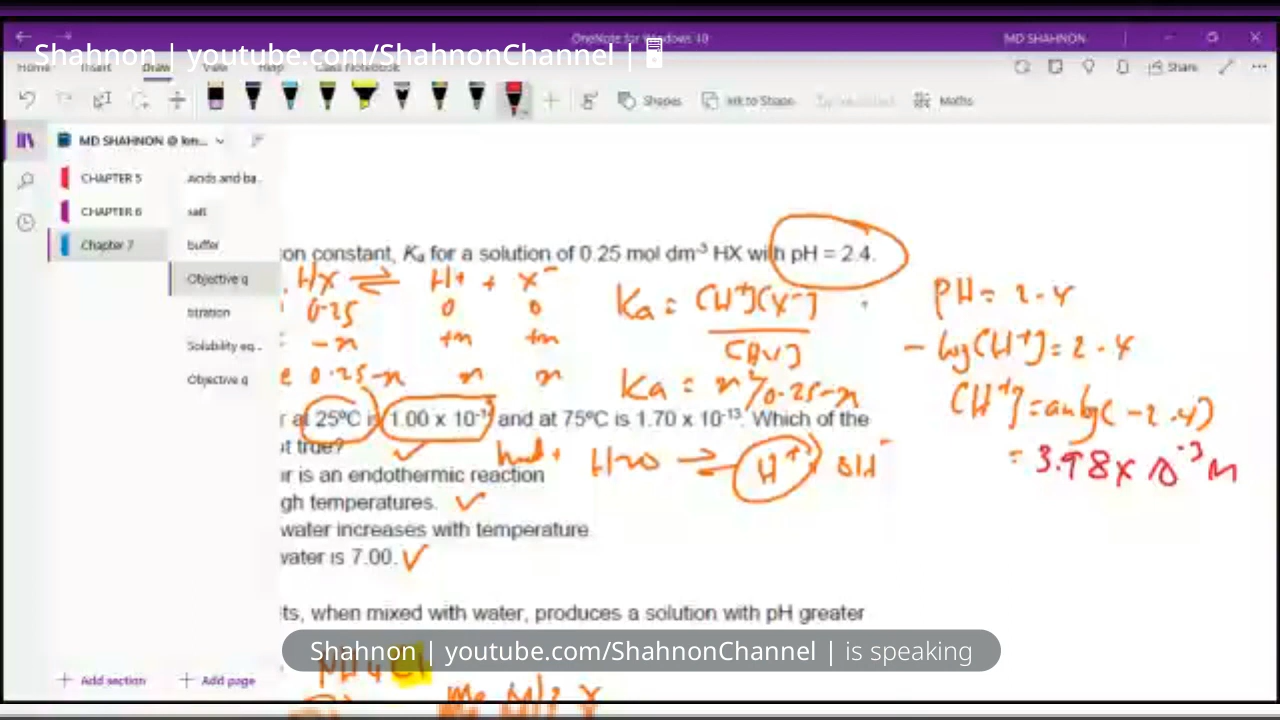 Shahnon | youtube.com/ShahnonChannel |
OneNote for Windows 10
MD SHAHNON
Home Insert Draw View Help Class Notebook
Share
Shapes Ink to Shape Maths
MD SHAHNON @ km...
CHAPTER 5
CHAPTER 6
Chapter 7
Acids and ba...
salt
buffer
Objective q
titration
Solubility eq...
Objective q
on constant, Ka for a solution of 0.25 mol dm-3 HX with pH = 2.4.
HX ⇌ H+ + X-
0.25 0 0
-x +x +x
0.25-x x x
Ka = [H+][X-]
Ka = x²/0.25-x
pH = 2.4
- log[H+] = 2.4
[H+] = antilog(-2.4)
= 3.98 x 10-3 M
r at 25ºC is 1.00 x 10-14 and at 75ºC is 1.70 x 10-13. Which of the
t true?
heat + H2O ⇌ H+ + OH-
r is an endothermic reaction
gh temperatures.
water increases with temperature
water is 7.00.
ts, when mixed with water, produces a solution with pH greater
NH4Cl
Shahnon | youtube.com/ShahnonChannel | is speaking
+ Add section
+ Add page